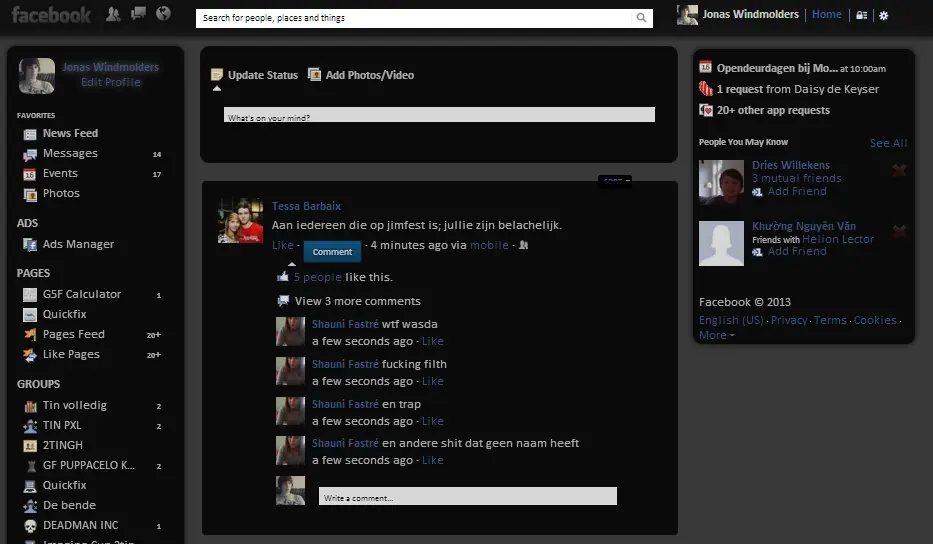 facebook
Search for people, places and things
Jonas Windmolders
Home
Jonas Windmolders
Edit Profile
FAVORITES
News Feed
Messages 14
Events 17
Photos
ADS
Ads Manager
PAGES
G5F Calculator 1
Quickfix
Pages Feed 20+
Like Pages 20+
GROUPS
Tin volledig 2
TIN PXL 2
2TINGH
GF PUPPACELO K... 2
Quickfix
De bende
DEADMAN INC 1
Update Status Add Photos/Video
What's on your mind?
SORT
Tessa Barbaix
Aan iedereen die op jimfest is; jullie zijn belachelijk.
Like · Comment · 4 minutes ago via mobile ·
5 people like this.
View 3 more comments
Shauni Fastré wtf wasda
a few seconds ago · Like
Shauni Fastré fucking filth
a few seconds ago · Like
Shauni Fastré en trap
a few seconds ago · Like
Shauni Fastré en andere shit dat geen naam heeft
a few seconds ago · Like
Write a comment...
Opendeurdagen bij Mo... at 10:00am
1 request from Daisy de Keyser
20+ other app requests
People You May Know See All
Dries Willekens
3 mutual friends
Add Friend
Khường Nguyên Văn
Friends with Helion Lector
Add Friend
Facebook © 2013
English (US) · Privacy · Terms · Cookies ·
More